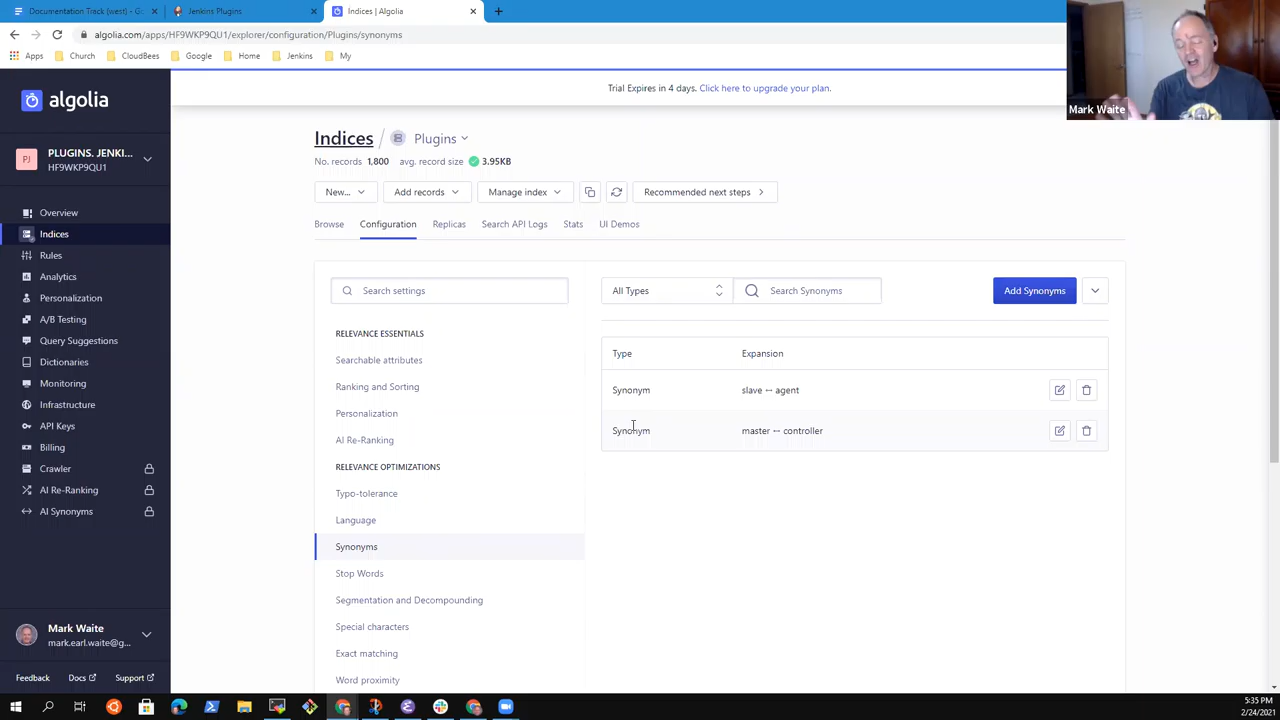 Documentation Track (west) - G
Jenkins Plugins
Indices | Algolia
algolia.com/apps/HF9WKP9QU1/explorer/configuration/Plugins/synonyms
Apps
Church
CloudBees
Google
Home
Jenkins
My
Mark Waite
algolia
Trial Expires in 4 days. Click here to upgrade your plan.
PLUGINS. JENKI...
HF9WKP9QU1
Indices / Plugins
No. records 1,800 avg. record size 3.95KB
New...
Add records
Manage index
Recommended next steps
Browse
Configuration
Replicas
Search API Logs
Stats
UI Demos
Overview
Indices
Rules
Analytics
Personalization
A/B Testing
Query Suggestions
Dictionaries
Monitoring
Infrastructure
API Keys
Billing
Crawler
AI Re-Ranking
AI Synonyms
Mark Waite
mark.earl.waite@g...
Feedback
Docs
Support
Search settings
RELEVANCE ESSENTIALS
Searchable attributes
Ranking and Sorting
Personalization
AI Re-Ranking
RELEVANCE OPTIMIZATIONS
Typo-tolerance
Language
Synonyms
Stop Words
Segmentation and Decompounding
Special characters
Exact matching
Word proximity
All Types
Search Synonyms
Add Synonyms
Type Expansion
Synonym slave ↔ agent
Synonym master ↔ controller
5:35 PM
2/24/2021